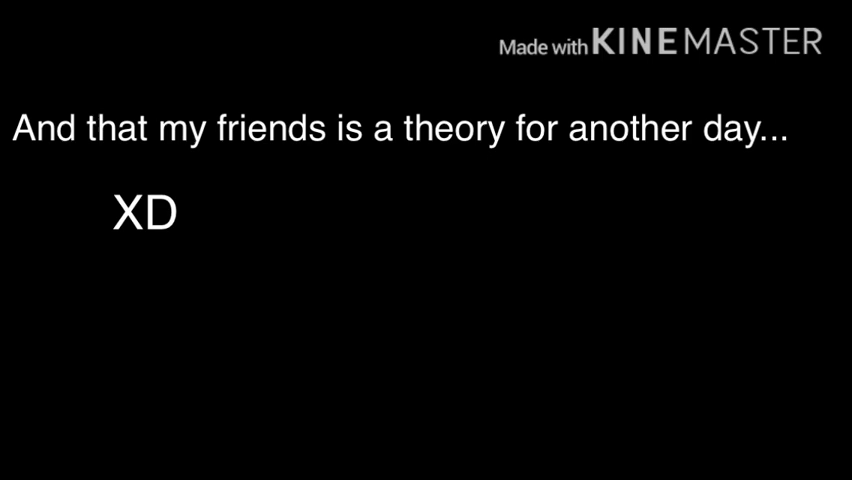 Made with KINEMASTER
And that my friends is a theory for another day...
XD